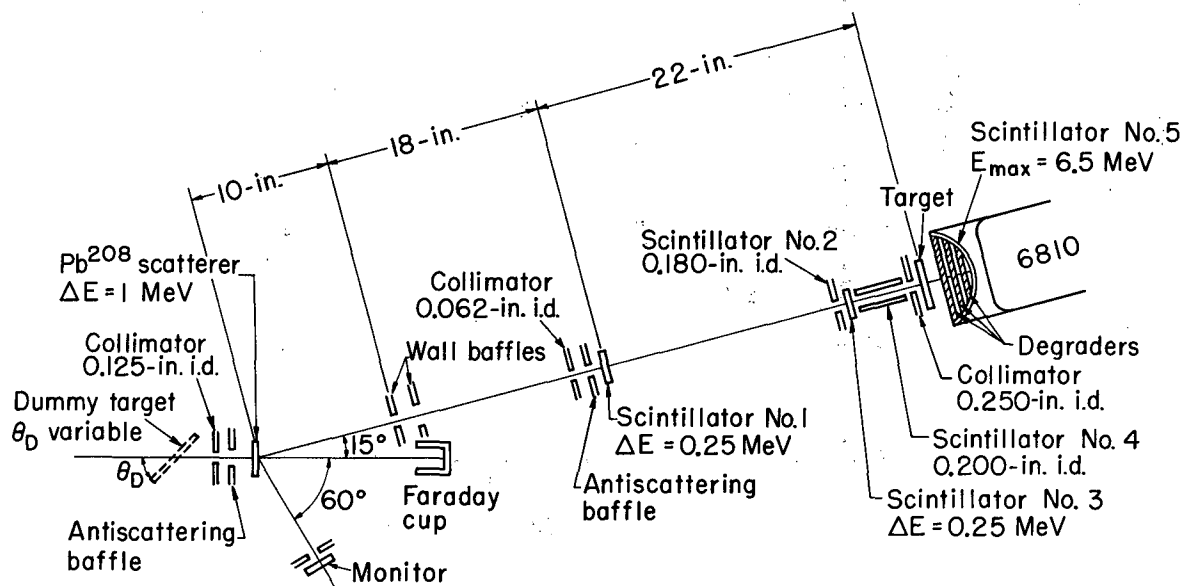 22-in.
18-in.
10-in.
Scintillator No. 5
E_max = 6.5 MeV
Target
6810
Scintillator No. 2
0.180-in. i.d.
Pb²⁰⁸ scatterer
ΔE = 1 MeV
Collimator
0.062-in. i.d.
Wall baffles
Collimator
0.125-in. i.d.
Dummy target
θ_D variable
θ_D
15°
60°
Faraday
cup
Antiscattering
baffle
Monitor
Scintillator No. 1
ΔE = 0.25 MeV
Antiscattering
baffle
Degraders
Collimator
0.250-in. i.d.
Scintillator No. 4
0.200-in. i.d.
Scintillator No. 3
ΔE = 0.25 MeV